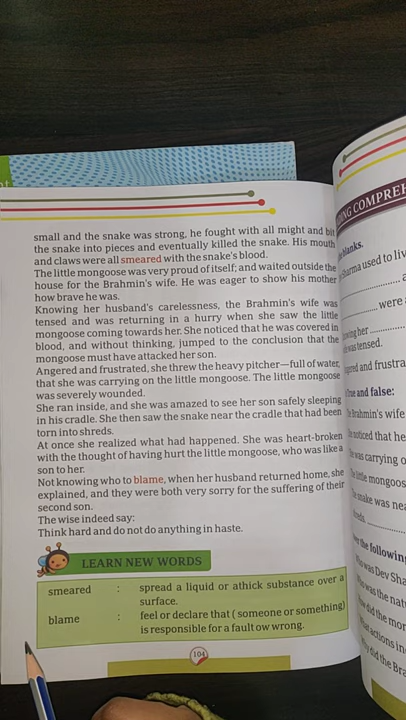 small and the snake was strong, he fought with all might and bit
the snake into pieces and eventually killed the snake. His mouth
and claws were all smeared with the snake's blood.
The little mongoose was very proud of itself; and waited outside the
house for the Brahmin's wife. He was eager to show his mother
how brave he was.
Knowing her husband's carelessness, the Brahmin's wife was
tensed and was returning in a hurry when she saw the little
mongoose coming towards her. She noticed that he was covered in
blood, and without thinking, jumped to the conclusion that the
mongoose must have attacked her son.
Angered and frustrated, she threw the heavy pitcher—full of water,
that she was carrying on the little mongoose. The little mongoose
was severely wounded.
She ran inside, and she was amazed to see her son safely sleeping
in his cradle. She then saw the snake near the cradle that had been
torn into shreds.
At once she realized what had happened. She was heart-broken
with the thought of having hurt the little mongoose, who was like a
son to her.
Not knowing who to blame, when her husband returned home, she
explained, and they were both very sorry for the suffering of their
second son.
The wise indeed say:
Think hard and do not do anything in haste.
LEARN NEW WORDS
smeared : spread a liquid or athick substance over a
surface.
blame : feel or declare that ( someone or something)
is responsible for a fault ow wrong.
104
blanks.
Sharma used to liv
were a
was tensed.
and frustra
true and false:
Brahmin's wife
noticed that he
was carrying o
little mongoos
snake was nea
the following
was Dev Sha
was the nat
did the mon
actions in
did the Bra